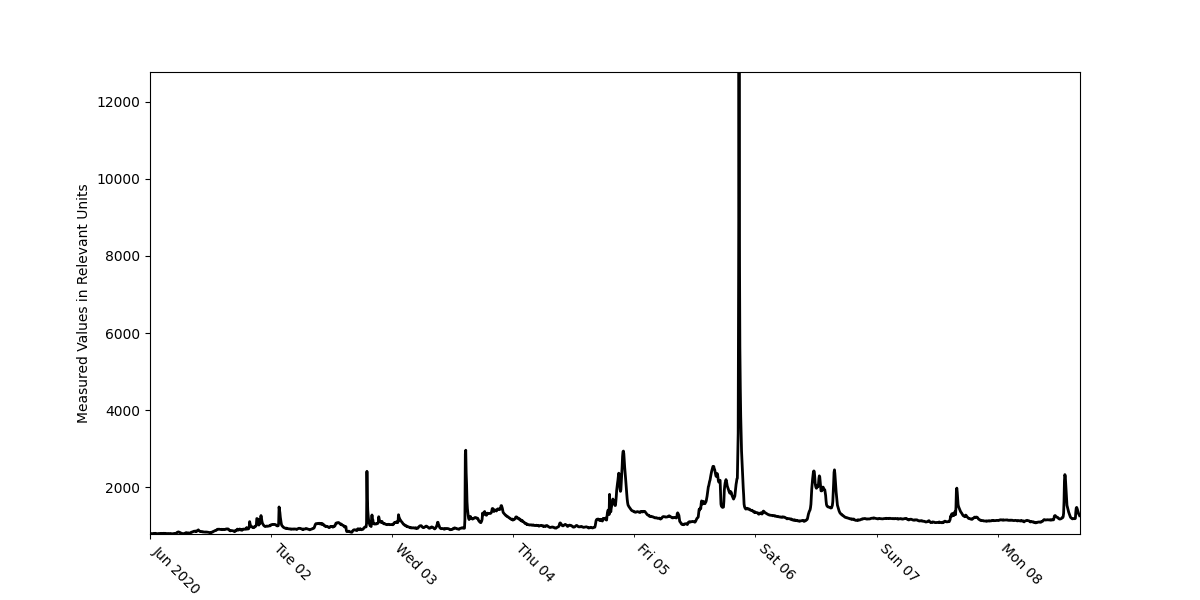 12000
10000
8000
6000
4000
2000
Measured Values in Relevant Units
Jun 2020
Tue 02
Wed 03
Thu 04
Fri 05
Sat 06
Sun 07
Mon 08